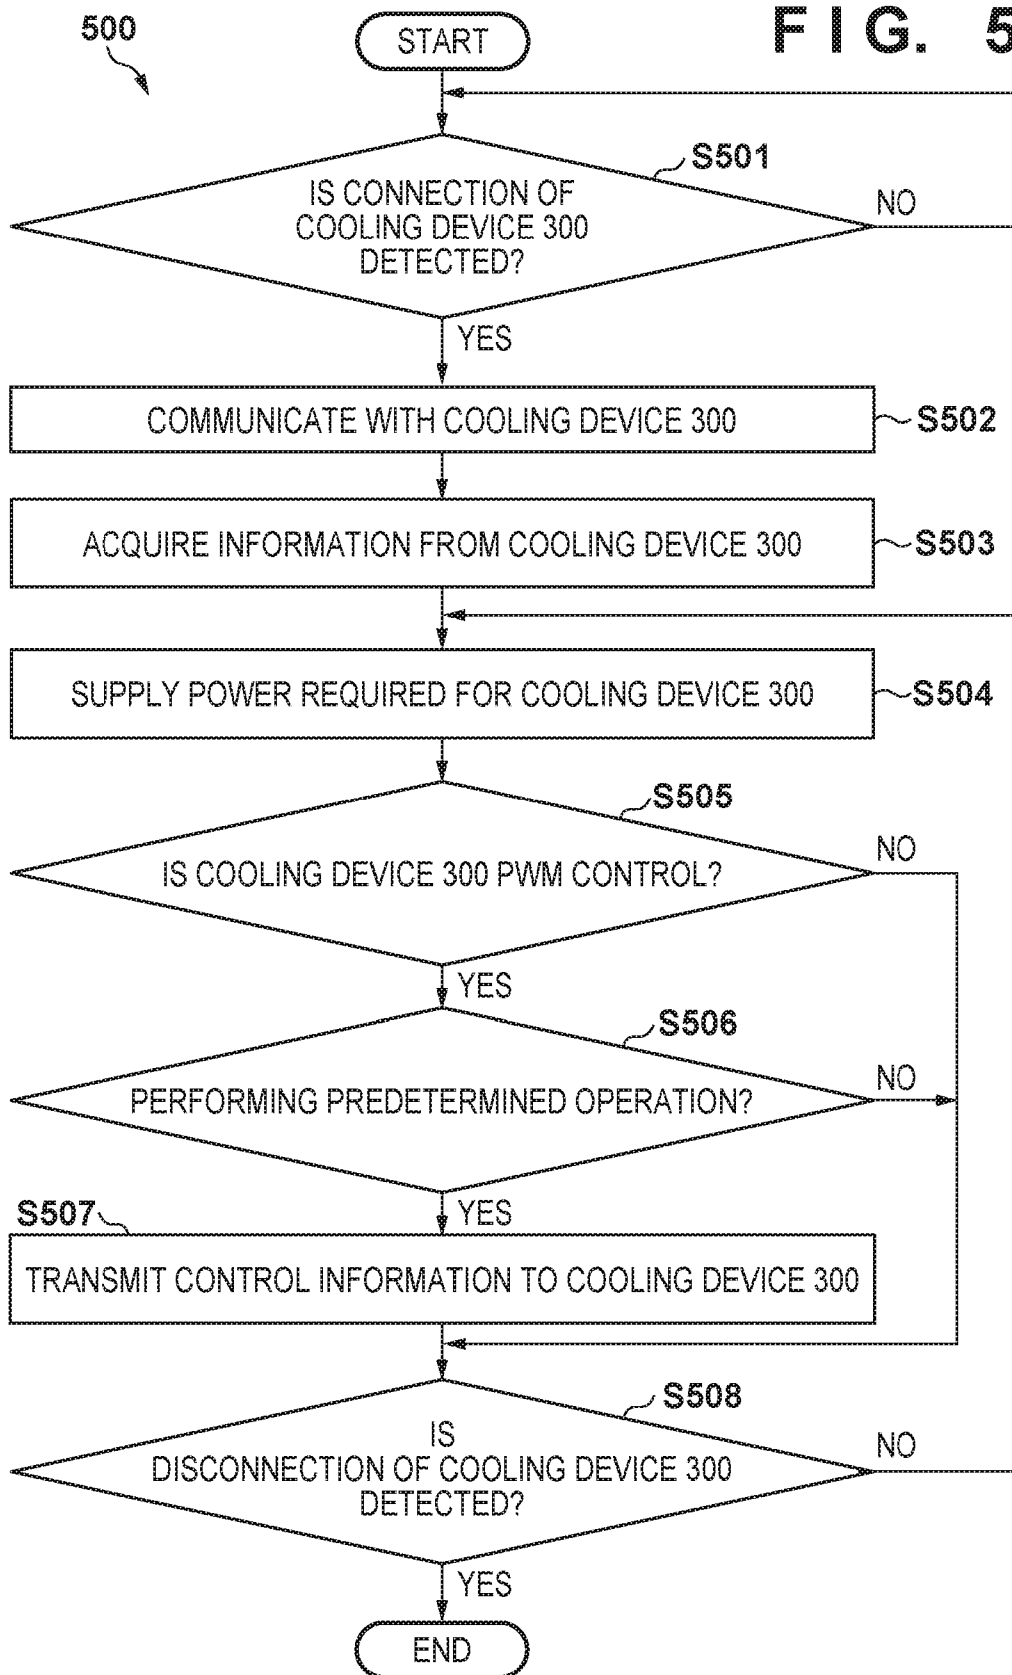 500
START
FIG. 5
S501
IS CONNECTION OF
COOLING DEVICE 300
DETECTED?
NO
YES
COMMUNICATE WITH COOLING DEVICE 300
S502
ACQUIRE INFORMATION FROM COOLING DEVICE 300
S503
SUPPLY POWER REQUIRED FOR COOLING DEVICE 300
S504
S505
IS COOLING DEVICE 300 PWM CONTROL?
NO
YES
S506
PERFORMING PREDETERMINED OPERATION?
NO
YES
S507
TRANSMIT CONTROL INFORMATION TO COOLING DEVICE 300
S508
IS
DISCONNECTION OF COOLING DEVICE 300
DETECTED?
NO
YES
END